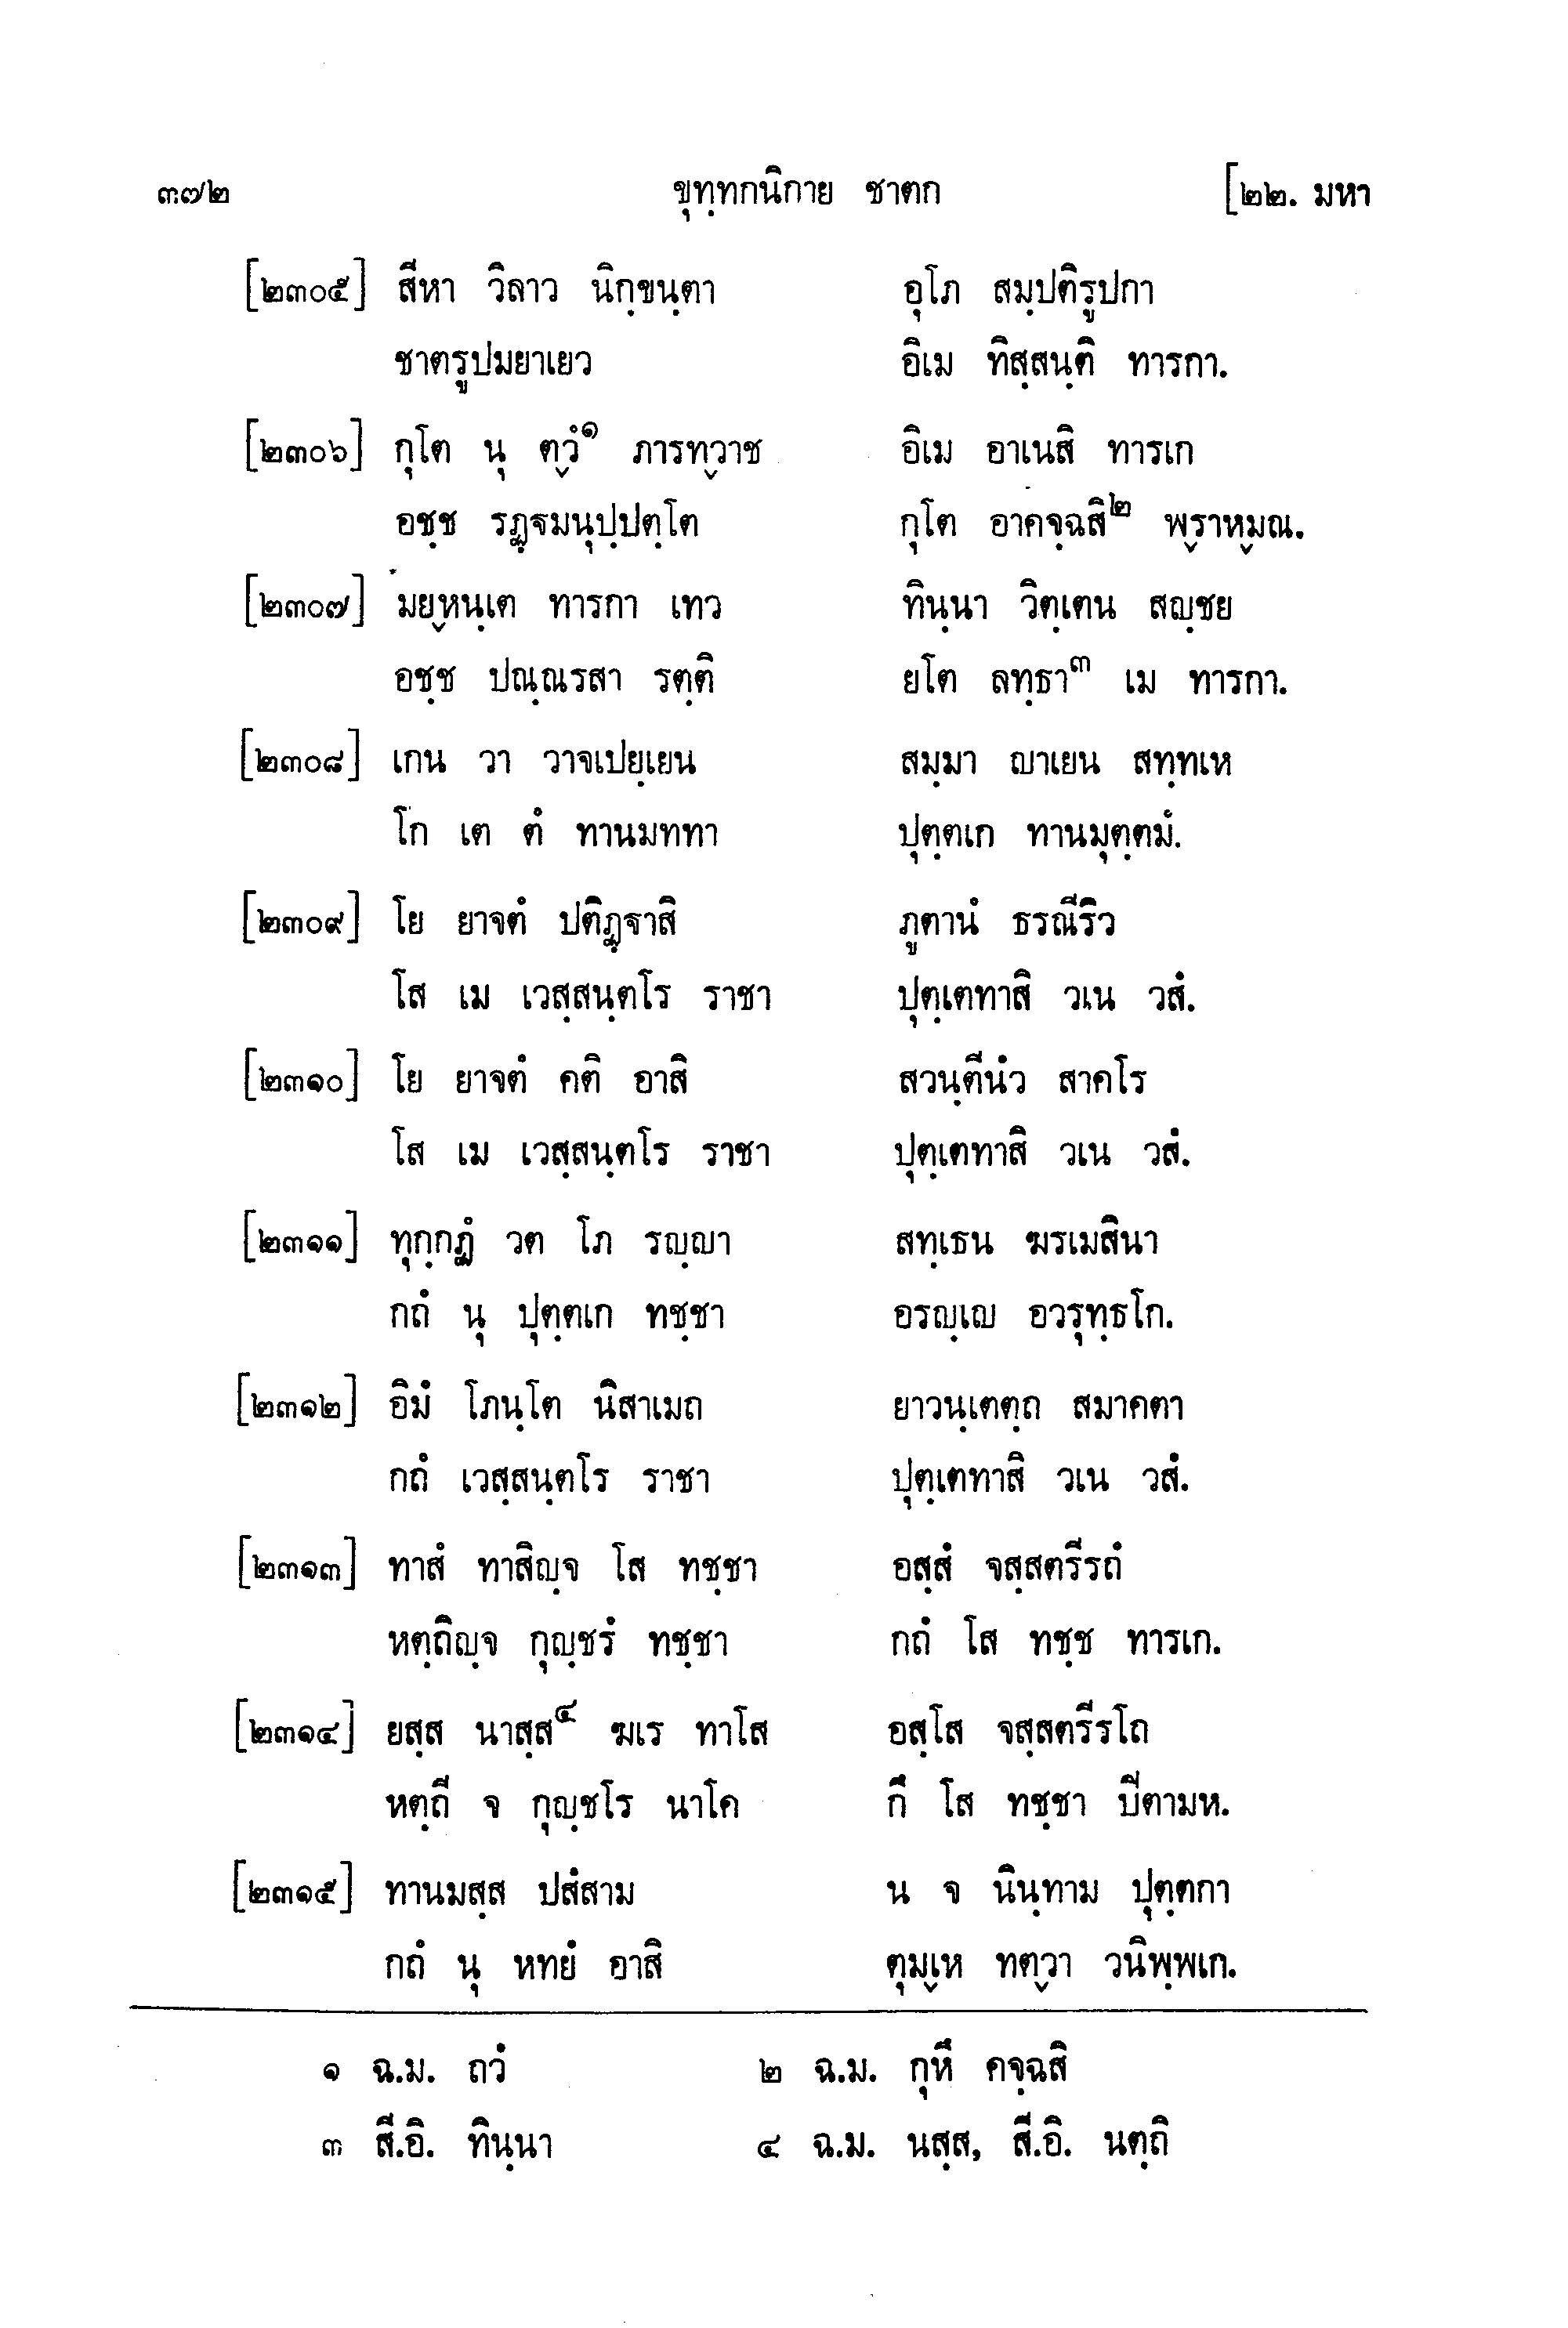 ๓๗๒ ขุทฺทกนิกาย ชาตก [๒๒. มหา
[๒๓๐๕] สีหา วิลาว นิกฺขนฺตา อุโภ สมฺปติรูปกา
ชาตรูปมยาเยว อิเม ทิสฺสนฺติ ทารกา.
[๒๓๐๖] กุโต นุ ตฺวํ๑ ภารทฺวาช อิเม อาเนสิ ทารเก
อชฺช รฏฺฐมนุปฺปตฺโต กุโต อาคจฺฉสิ๒ พฺราหฺมณ.
[๒๓๐๗] มยฺหนฺเต ทารกา เทว ทินฺนา วิตฺเตน สญฺชย
อชฺช ปณฺณรสา รตฺติ ยโต ลทฺธา๓ เม ทารกา.
[๒๓๐๘] เกน วา วาจเปยฺเยน สมฺมา ญาเยน สทฺทเห
โก เต ตํ ทานมททา ปุตฺตเก ทานมุตฺตมํ.
[๒๓๐๙] โย ยาจตํ ปติฏฺฐาสิ ภูตานํ ธรณีริว
โส เม เวสฺสนฺตโร ราชา ปุตฺเตทาสิ วเน วสํ.
[๒๓๑๐] โย ยาจตํ คติ อาสิ สวนฺตีนํว สาคโร
โส เม เวสฺสนฺตโร ราชา ปุตฺเตทาสิ วเน วสํ.
[๒๓๑๑] ทุกฺกฏํ วต โภ รญฺญา สทฺเธน ฆรเมสินา
กถํ นุ ปุตฺตเก ทชฺชา อรญฺเญ อวรุทฺธโก.
[๒๓๑๒] อิมํ โภนฺโต นิสาเมถ ยาวนฺเตตฺถ สมาคตา
กถํ เวสฺสนฺตโร ราชา ปุตฺเตทาสิ วเน วสํ.
[๒๓๑๓] ทาสํ ทาสิญฺจ โส ทชฺชา อสฺสํ จสฺสตรีรถํ
หตฺถิญฺจ กุญฺชรํ ทชฺชา กถํ โส ทชฺช ทารเก.
[๒๓๑๔] ยสฺส นาสฺส๔ ฆเร ทาโส อสฺโส จสฺสตรีรโถ
หตฺถี จ กุญฺชโร นาโค กึ โส ทชฺชา ปีตามห.
[๒๓๑๕] ทานมสฺส ปสํสาม น จ นินฺทาม ปุตฺตกา
กถํ นุ หทยํ อาสิ ตุมฺเห ทตฺวา วนิพฺพเก.
๑ ฉ.ม. ถวํ ๒ ฉ.ม. กุหึ คจฺฉสิ
๓ สี.อิ. ทินฺนา ๔ ฉ.ม. นสฺส, สี.อิ. นตฺถิ